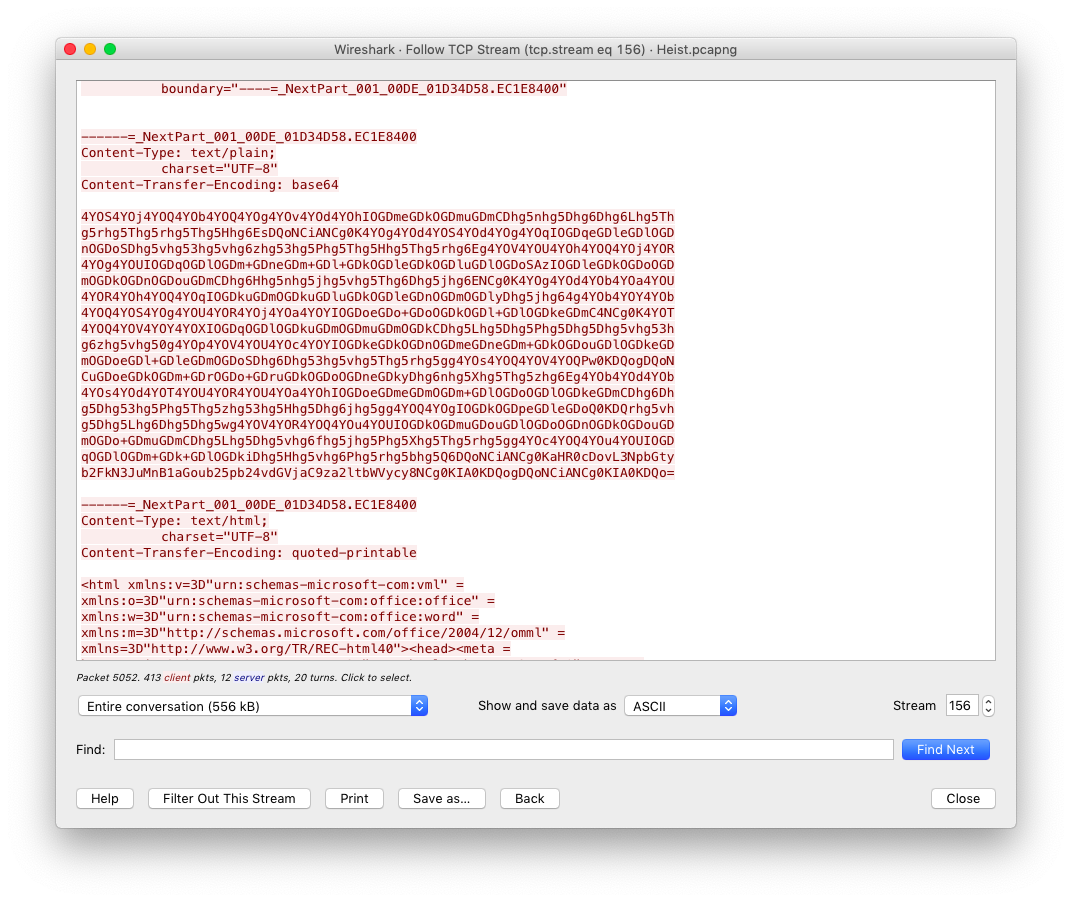 Wireshark · Follow TCP Stream (tcp.stream eq 156) · Heist.pcapng
boundary="----=_NextPart_001_00DE_01D34D58.EC1E8400"
------=_NextPart_001_00DE_01D34D58.EC1E8400
Content-Type: text/plain;
charset="UTF-8"
Content-Transfer-Encoding: base64
4YOS4YOj4YOQ4YOb4YOQ4YOg4YOv4YOd4YOhIOGDmeGDkOGDmuGDmCDhg5nhg5Dhg6Dhg6Lhg5Th
g5rhg5Thg5rhg5Thg5Hhg6EsDQoNCiANCg0K4YOg4YOd4YOS4YOd4YOg4YOqIOGDqeGDleGDlOGD
nOGDoSDhg5vhg53hg5vhg6zhg53hg5Phg5Thg5Hhg5Thg5rhg6Eg4YOV4YOU4YOh4YOQ4YOj4YOR
4YOg4YOUIOGDqOGDlOGDm+GDneGDm+GDl+GDkOGDleGDkOGDluGDlOGDoSAzIOGDleGDkOGDoOGD
mOGDkOGDnOGDouGDmCDhg6Hhg5nhg5jhg5vhg5Thg6Dhg5jhg6ENCg0K4YOg4YOd4YOb4YOa4YOU
4YOR4YOh4YOQ4YOqIOGDkuGDmOGDkuGDluGDkOGDleGDnOGDmOGDlyDhg5jhg64g4YOb4YOY4YOb
4YOQ4YOS4YOg4YOU4YOR4YOj4YOa4YOYIOGDoeGDo+GDoOGDkOGDl+GDlOGDkeGDmC4NCg0K4YOT
4YOQ4YOV4YOY4YOXIOGDqOGDlOGDkuGDmOGDmuGDmOGDkCDhg5Lhg5Dhg5Phg5Dhg5Dhg5vhg53h
g6zhg5vhg50g4YOp4YOV4YOU4YOc4YOYIOGDkeGDkOGDnOGDmeGDneGDm+GDkOGDouGDlOGDkeGD
mOGDoeGDl+GDleGDmOGDoSDhg6Dhg53hg5vhg5Thg5rhg5gg4YOs4YOQ4YOV4YOQPw0KDQogDQoN
CuGDoeGDkOGDm+GDrOGDo+GDruGDkOGDoOGDneGDkyDhg6nhg5Xhg5Thg5zhg6Eg4YOb4YOd4YOb
4YOs4YOd4YOT4YOU4YOR4YOU4YOa4YOhIOGDmeGDmOGDm+GDlOGDoOGDlOGDkeGDmCDhg6Dh
g5Dhg53hg5Phg5Thg5zhg53hg5Hhg5Dhg6jhg5gg4YOQ4YOgIOGDkOGDpeGDleGDoQ0KDQrhg5vh
g5Dhg5Lhg6Dhg5Dhg5wg4YOV4YOR4YOQ4YOu4YOUIOGDkOGDmuGDouGDlOGDoOGDnOGDkOGDouGD
mOGDo+GDmuGDmCDhg5Lhg5Dhg5vhg6fhg5jhg5Phg5Xhg5Thg5rhg5gg4YOc4YOQ4YOu4YOUIOGD
qOGDlOGDm+GDk+GDlOGDkiDhg5Hhg5vhg6Phg5rhg5bhg5Q6DQoNCiANCg0KaHR0cDovL3NpbGty
b2FkN3JuMnB1aGoub25pb24vdGVjaC9za2ltbWVycy8NCg0KIA0KDQogDQoNCiANCg0KIA0KDQo=
------=_NextPart_001_00DE_01D34D58.EC1E8400
Content-Type: text/html;
charset="UTF-8"
Content-Transfer-Encoding: quoted-printable
<html xmlns:v=3D"urn:schemas-microsoft-com:vml" =
xmlns:o=3D"urn:schemas-microsoft-com:office:office" =
xmlns:w=3D"urn:schemas-microsoft-com:office:word" =
xmlns:m=3D"http://schemas.microsoft.com/office/2004/12/omml" =
xmlns=3D"http://www.w3.org/TR/REC-html40"><head><meta =
Packet 5052. 413 client pkts, 12 server pkts, 20 turns. Click to select.
Entire conversation (556 kB) Show and save data as ASCII Stream 156
Find: Find Next
Help Filter Out This Stream Print Save as... Back Close